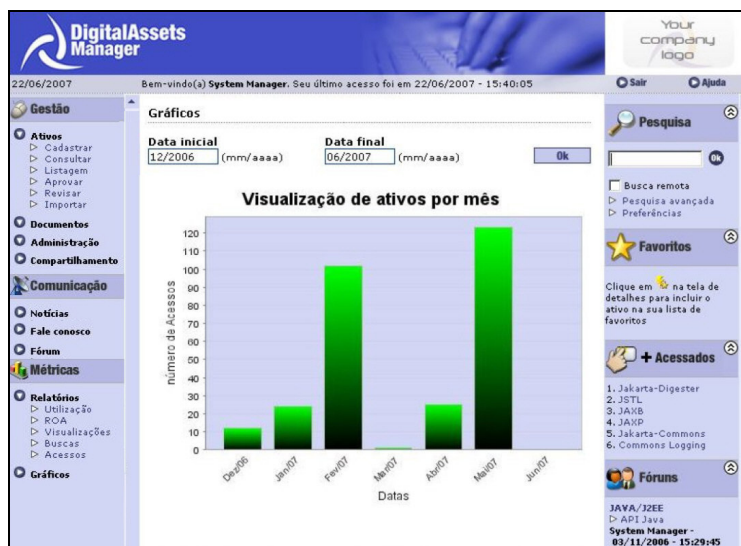 DigitalAssets
Manager
Your
company
logo
22/06/2007
Bem-vindo(a) System Manager. Seu último acesso foi em 22/06/2007 - 15:40:05
Sair
Ajuda
Gestão
Ativos
Cadastrar
Consultar
Listagem
Aprovar
Revisar
Importar
Documentos
Administração
Compartilhamento
Comunicação
Notícias
Fale conosco
Fórum
Métricas
Relatórios
Utilização
ROA
Visualizações
Buscas
Acessos
Gráficos
Gráficos
Data inicial
12/2006 (mm/aaaa)
Data final
06/2007 (mm/aaaa)
Ok
Visualização de ativos por mês
número de Acessos
120
110
100
90
80
70
60
50
40
30
20
10
0
Dez/06
Jan/07
Fev/07
Mar/07
Abr/07
Mai/07
Jun/07
Datas
Pesquisa
Ok
Busca remota
Pesquisa avançada
Preferências
Favoritos
Clique em na tela de
detalhes para incluir o
ativo na sua lista de
favoritos
+ Acessados
1. Jakarta-Digester
2. JSTL
3. JAXB
4. JAXP
5. Jakarta-Commons
6. Commons Logging
Fóruns
JAVA/J2EE
API Java
System Manager -
03/11/2006 - 15:29:45